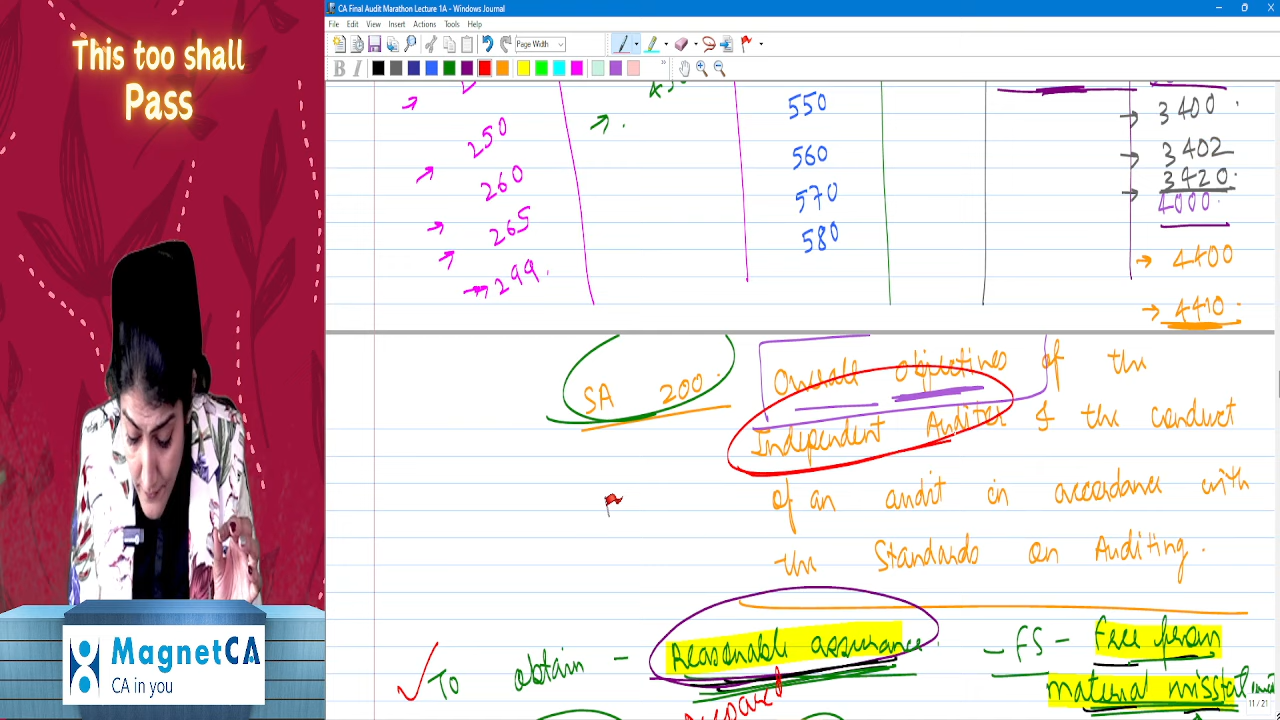 This too shall
Pass
MagnetCA
CA in you
CA Final Audit Marathon Lecture 1A - Windows Journal
File Edit View Insert Actions Tools Help
Page Width
B I
250
260
265
299.
550
560
570
580
3400
3402
3420.
4000.
4400
4410.
SA 200. Overall objectives of the
Independent Auditor & the conduct
of an audit in accordance with
the Standards on Auditing.
To obtain - Reasonable assurance. - FS - free from
material misstatement
prepared
11 / 21